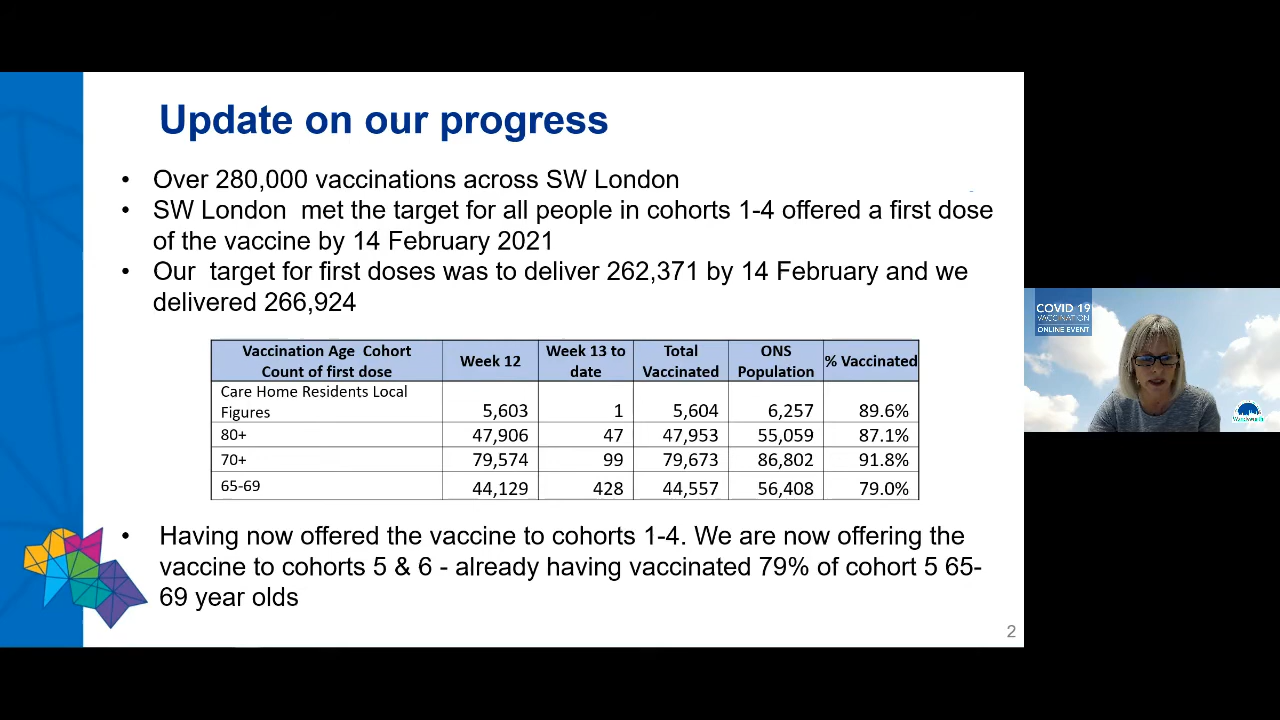 Update on our progress
• Over 280,000 vaccinations across SW London
• SW London met the target for all people in cohorts 1-4 offered a first dose
of the vaccine by 14 February 2021
• Our target for first doses was to deliver 262,371 by 14 February and we
delivered 266,924
Vaccination Age Cohort Count of first dose | Week 12 | Week 13 to date | Total Vaccinated | ONS Population | % Vaccinated
Care Home Residents Local Figures | 5,603 | 1 | 5,604 | 6,257 | 89.6%
80+ | 47,906 | 47 | 47,953 | 55,059 | 87.1%
70+ | 79,574 | 99 | 79,673 | 86,802 | 91.8%
65-69 | 44,129 | 428 | 44,557 | 56,408 | 79.0%
• Having now offered the vaccine to cohorts 1-4. We are now offering the
vaccine to cohorts 5 & 6 - already having vaccinated 79% of cohort 5 65-
69 year olds
2
COVID 19
VACCINATION
ONLINE EVENT
Wandsworth